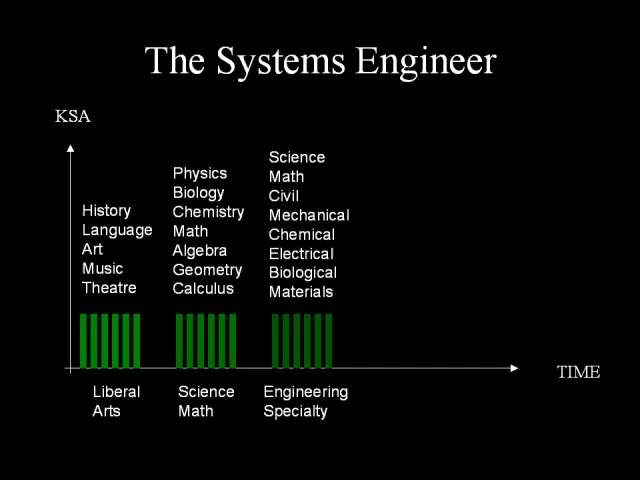 The Systems Engineer
KSA
History
Language
Art
Music
Theatre
Physics
Biology
Chemistry
Math
Algebra
Geometry
Calculus
Science
Math
Civil
Mechanical
Chemical
Electrical
Biological
Materials
TIME
Liberal
Arts
Science
Math
Engineering
Specialty